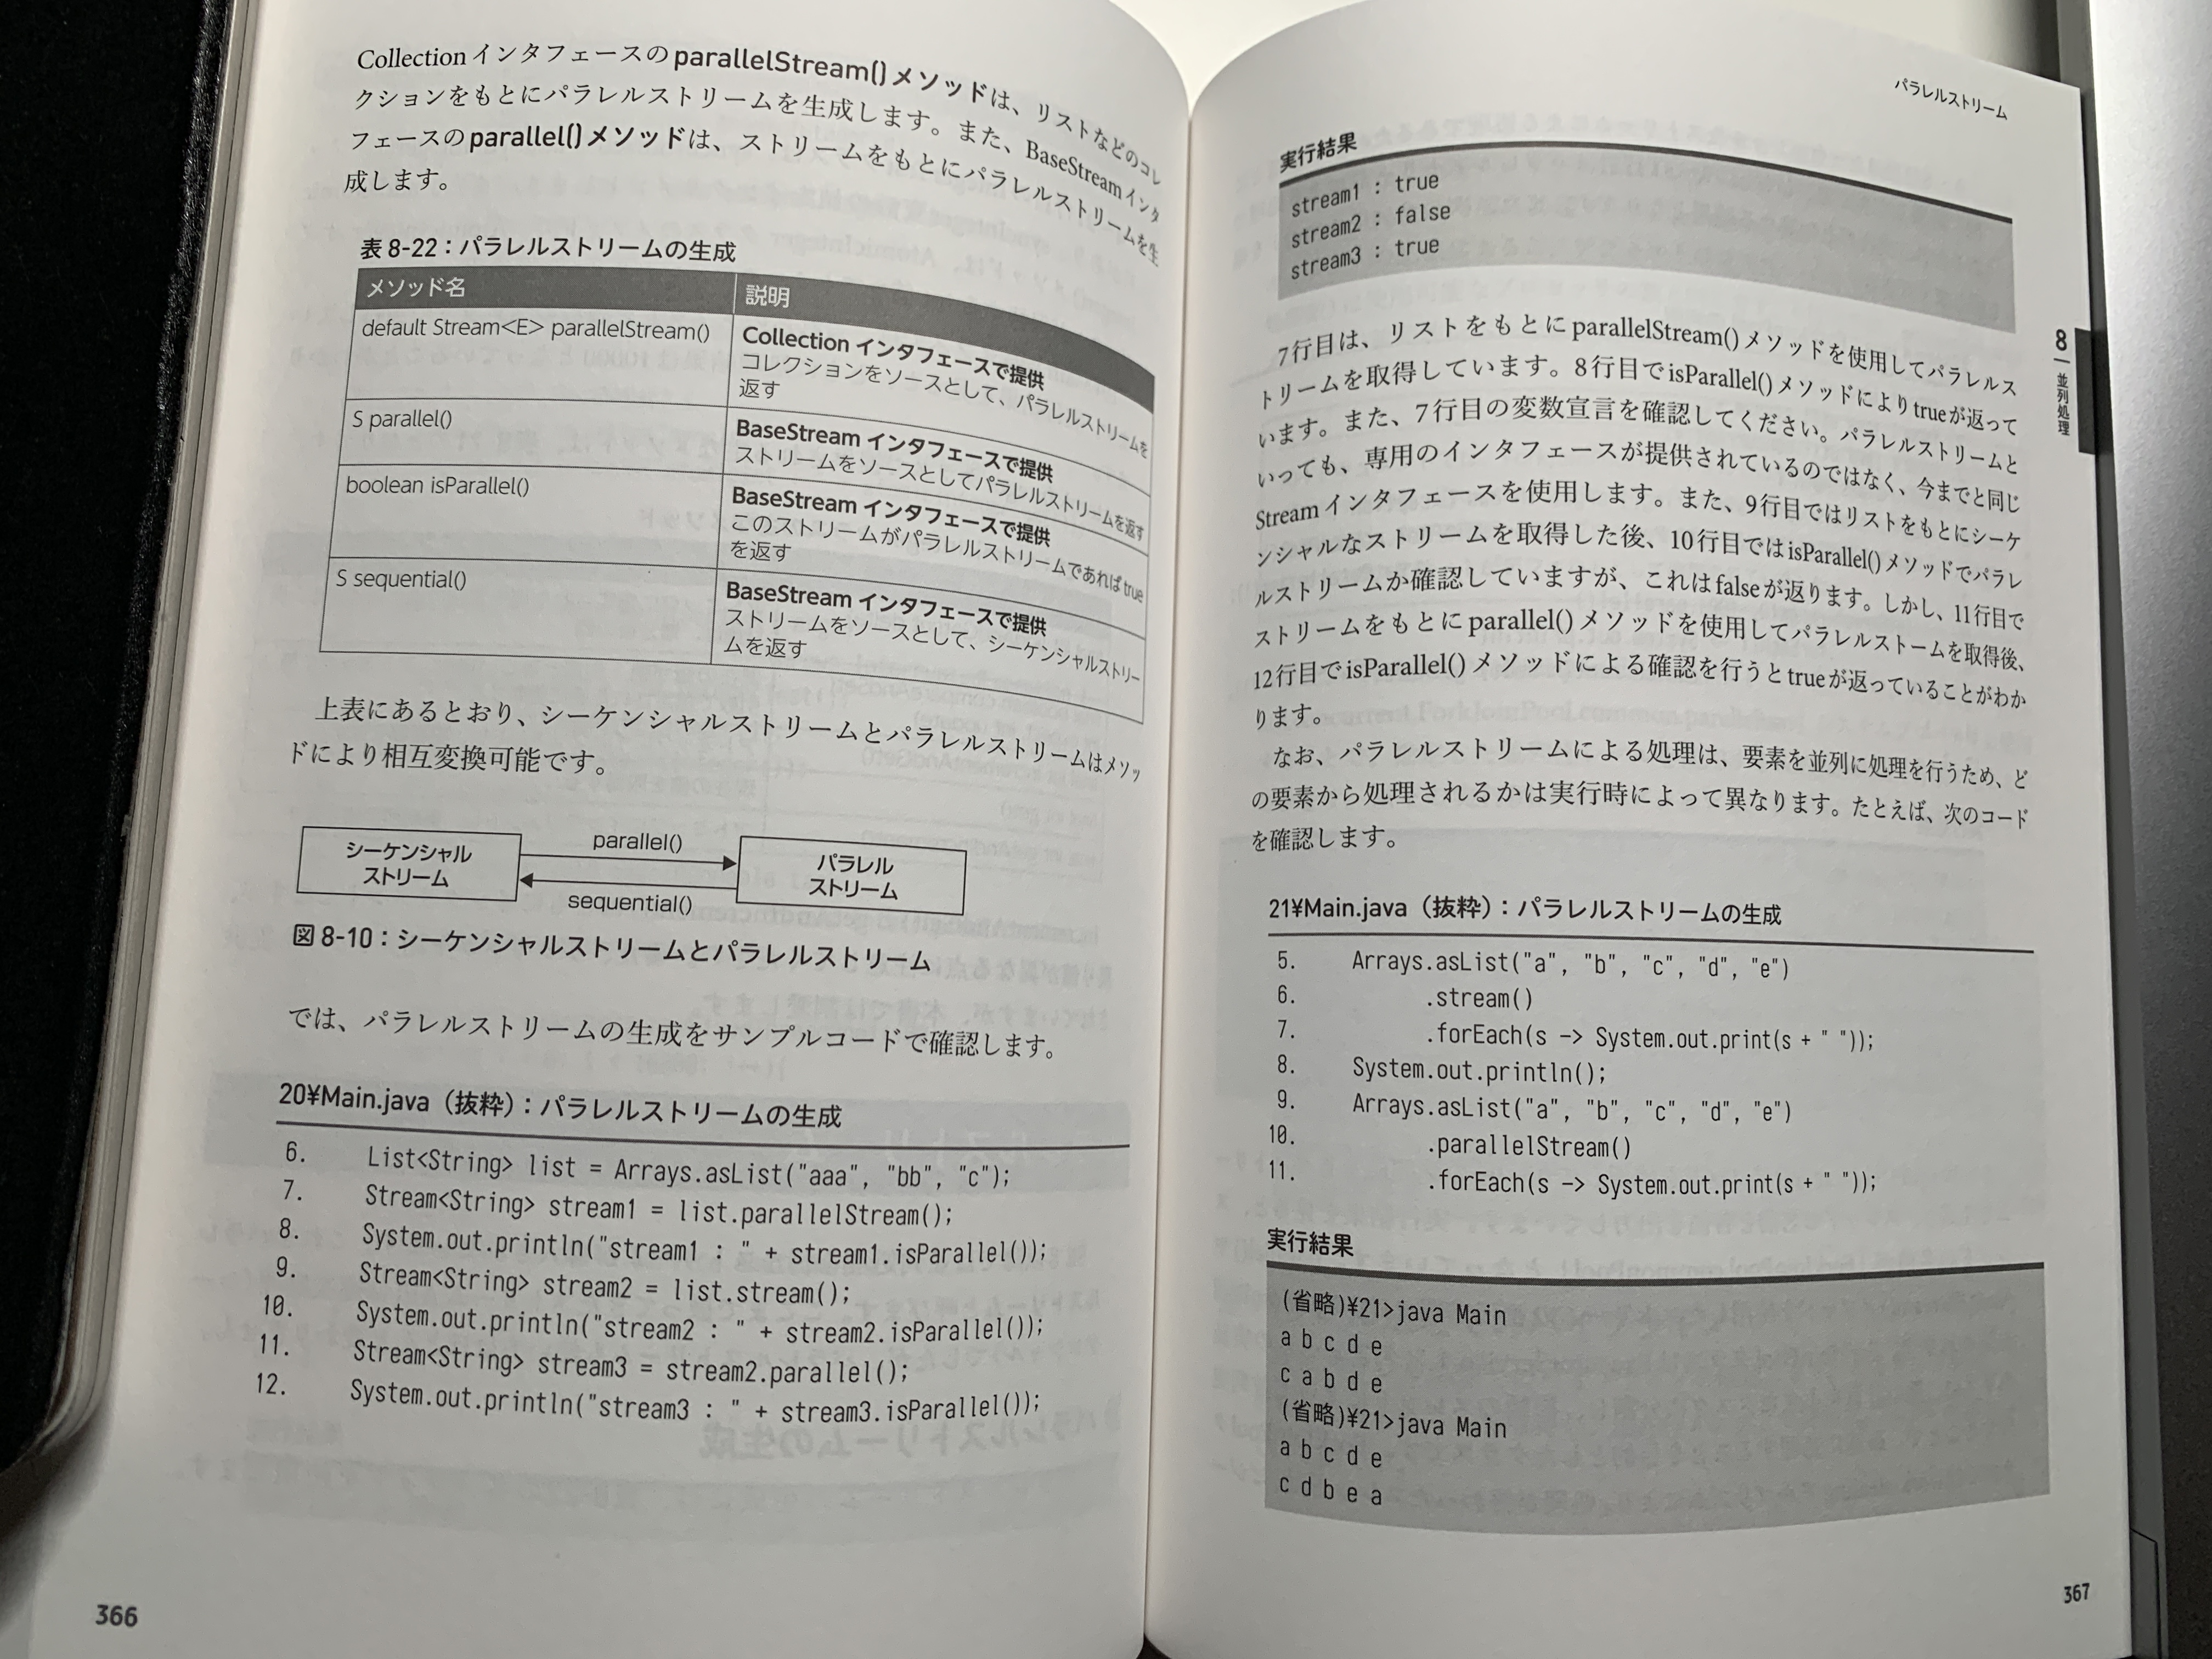 Collectionインタフェースのparallelstream()メソッドは、リストなどのコレ
クションをもとにパラレルストリームを生成します。また、BaseStreamインタ
フェースのparallel()メソッドは、ストリームをもとにパラレルストリームを生
成します。
表8-22：パラレルストリームの生成
メソッド名 説明
default Stream<E> parallelStream() Collection インタフェースで提供
コレクションをソースとして、パラレルストリームを
返す
S parallel() BaseStream インタフェースで提供
ストリームをソースとしてパラレルストリームを返す
boolean isParallel() BaseStream インタフェースで提供
このストリームがパラレルストリームであればtrue
を返す
S sequential() BaseStream インタフェースで提供
ストリームをソースとして、シーケンシャルストリー
ムを返す
上表にあるとおり、シーケンシャルストリームとパラレルストリームはメソッ
ドにより相互変換可能です。
シーケンシャル
ストリーム
parallel()
sequential()
パラレル
ストリーム
図8-10：シーケンシャルストリームとパラレルストリーム
では、パラレルストリームの生成をサンプルコードで確認します。
20¥Main.java（抜粋）：パラレルストリームの生成
6. List<String> list = Arrays.asList("aaa", "bb", "c");
7. Stream<String> stream1 = list.parallelStream();
8. System.out.println("stream1 : " + stream1.isParallel());
9. Stream<String> stream2 = list.stream();
10. System.out.println("stream2 : " + stream2.isParallel());
11. Stream<String> stream3 = stream2.parallel();
12. System.out.println("stream3 : " + stream3.isParallel());
366
パラレルストリーム
実行結果
stream1 : true
stream2 : false
stream3 : true
7行目は、リストをもとにparallelStream()メソッドを使用してパラレルス
トリームを取得しています。8行目でisParallel()メソッドによりtrueが返って
います。また、7行目の変数宣言を確認してください。パラレルストリームと
いっても、専用のインタフェースが提供されているのではなく、今までと同じ
Streamインタフェースを使用します。また、9行目ではリストをもとにシーケ
ンシャルなストリームを取得した後、10行目ではisParallel()メソッドでパラレ
ルストリームか確認していますが、これはfalseが返ります。しかし、11行目で
ストリームをもとにparallel()メソッドを使用してパラレルストームを取得後、
12行目でisParallel()メソッドによる確認を行うとtrueが返っていることがわか
ります。
なお、パラレルストリームによる処理は、要素を並列に処理を行うため、ど
の要素から処理されるかは実行時によって異なります。たとえば、次のコード
を確認します。
21¥Main.java（抜粋）：パラレルストリームの生成
5. Arrays.asList("a", "b", "c", "d", "e")
6. .stream()
7. .forEach(s -> System.out.print(s + " "));
8. System.out.println();
9. Arrays.asList("a", "b", "c", "d", "e")
10. .parallelStream()
11. .forEach(s -> System.out.print(s + " "));
実行結果
(省略)¥21>java Main
a b c d e
c a b d e
(省略)¥21>java Main
a b c d e
c d b e a
8
並列処理
367